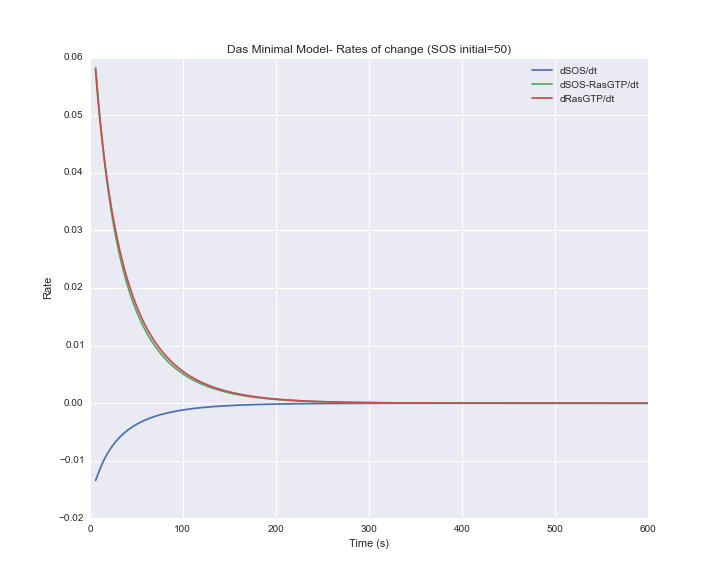 Das Minimal Model- Rates of change (SOS initial=50)
dSOS/dt
dSOS-RasGTP/dt
dRasGTP/dt
0.06
0.05
0.04
0.03
0.02
0.01
0.00
−0.01
−0.02
Rate
0 100 200 300 400 500 600
Time (s)